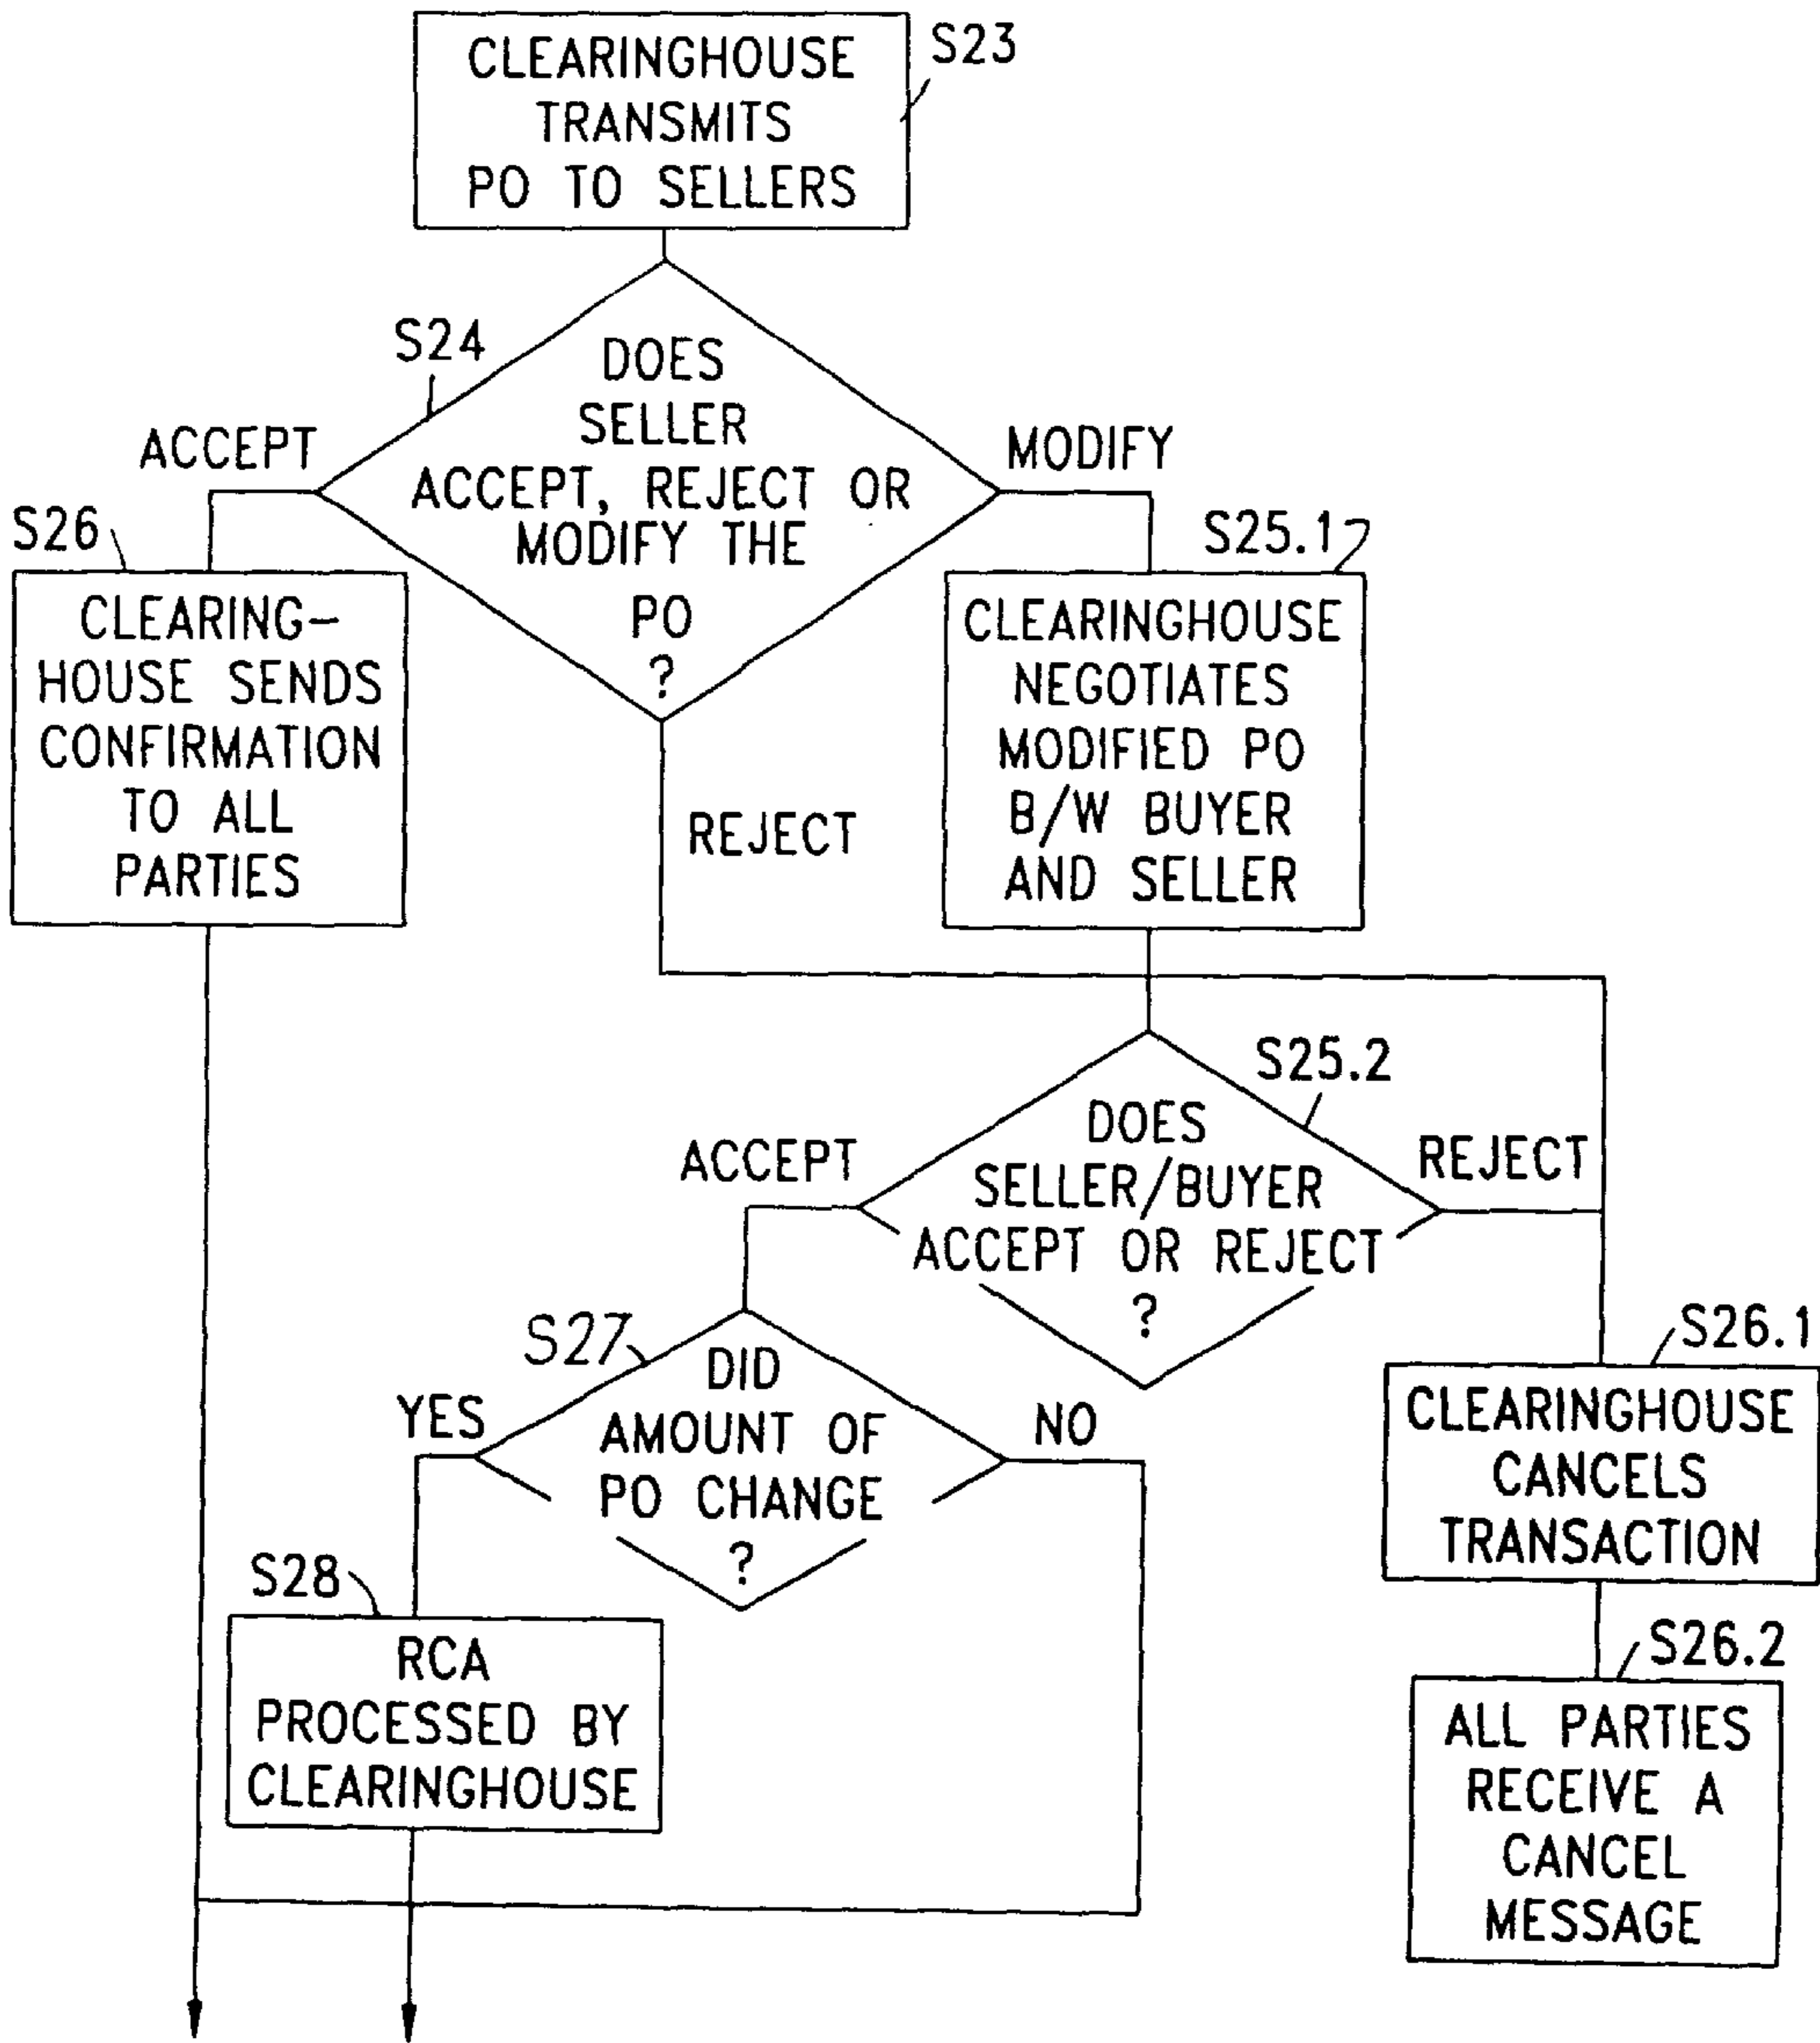 CLEARINGHOUSE
TRANSMITS
PO TO SELLERS
S23
S24
DOES
SELLER
ACCEPT, REJECT OR
MODIFY THE
PO
?
ACCEPT
MODIFY
REJECT
S26
CLEARING-
HOUSE SENDS
CONFIRMATION
TO ALL
PARTIES
S25.1
CLEARINGHOUSE
NEGOTIATES
MODIFIED PO
B/W BUYER
AND SELLER
S25.2
DOES
SELLER/BUYER
ACCEPT OR REJECT
?
ACCEPT
REJECT
S27
DID
AMOUNT OF
PO CHANGE
?
YES
NO
S26.1
CLEARINGHOUSE
CANCELS
TRANSACTION
S28
RCA
PROCESSED BY
CLEARINGHOUSE
S26.2
ALL PARTIES
RECEIVE A
CANCEL
MESSAGE